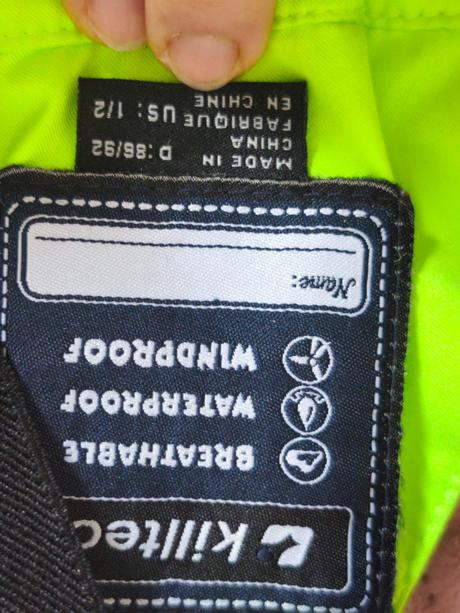 killtec
BREATHABLE
WATERPROOF
WINDPROOF
Name:
MADE IN D:86/92
CHINA
FABRIQUE US: 1/2
EN CHINE